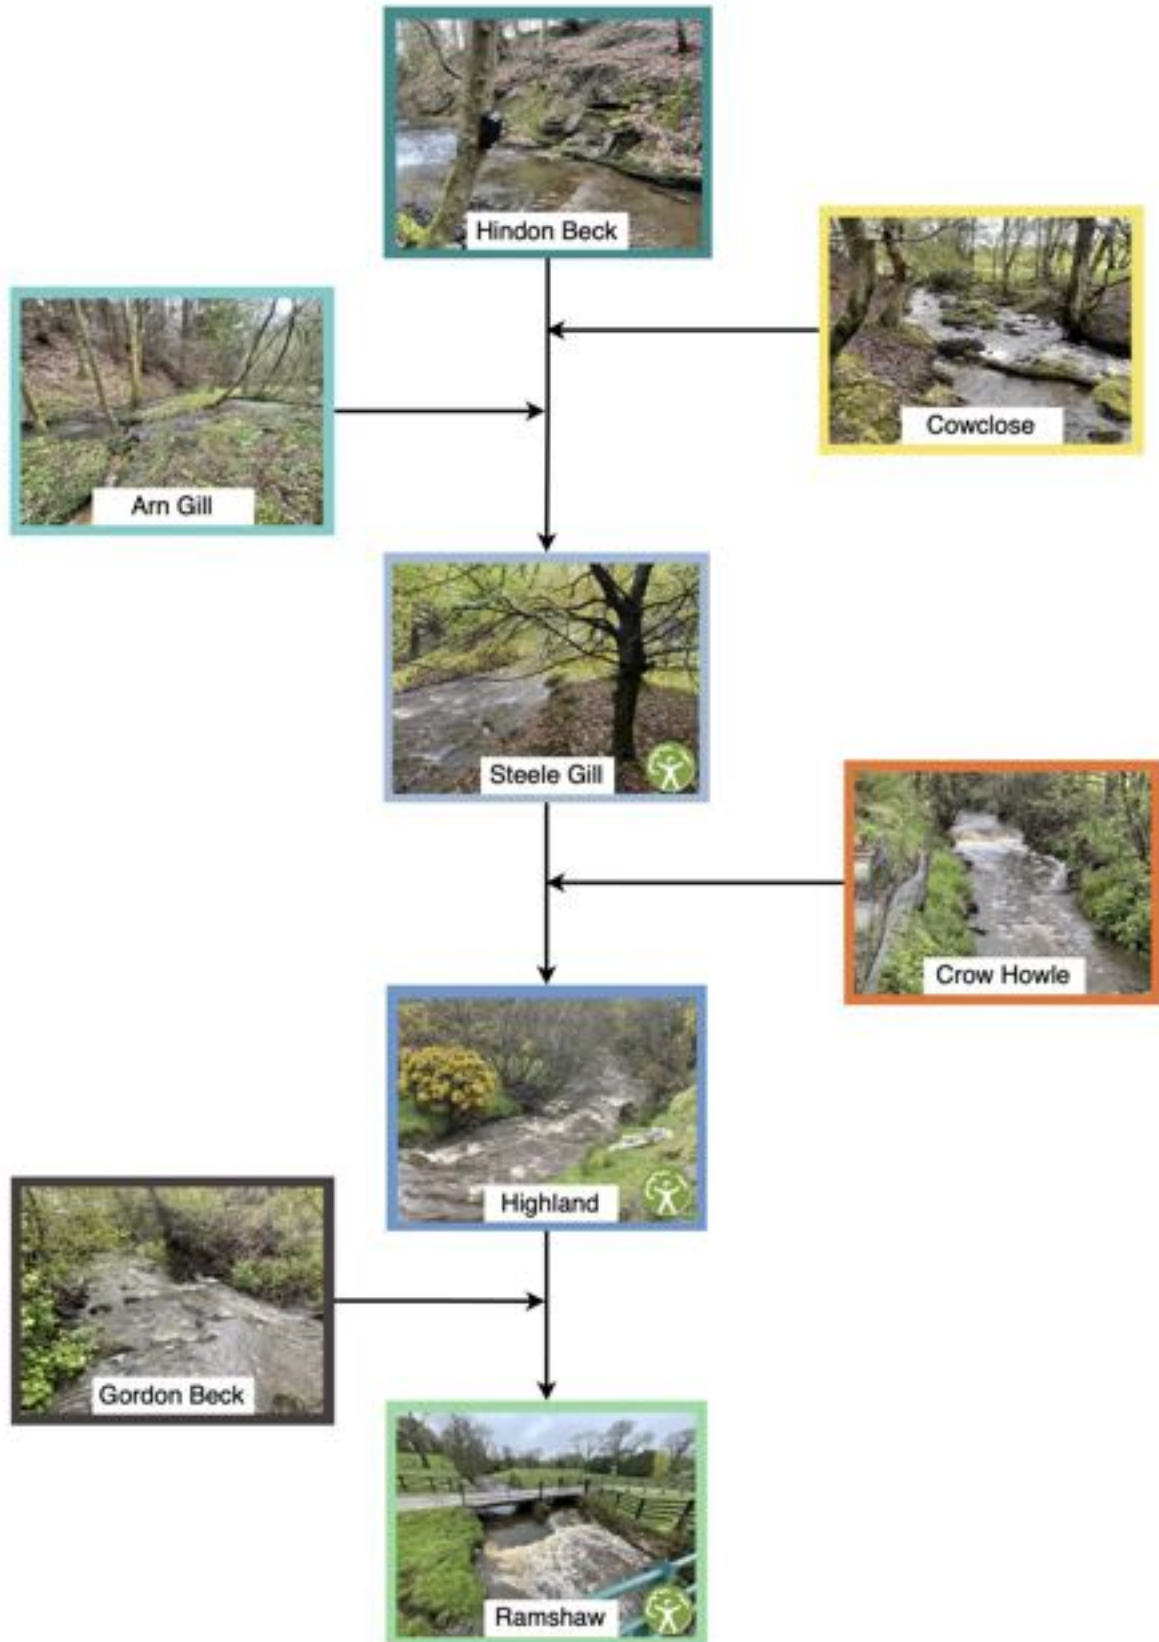 Hindon Beck
Cowclose
Arn Gill
Steele Gill
Crow Howle
Highland
Gordon Beck
Ramshaw